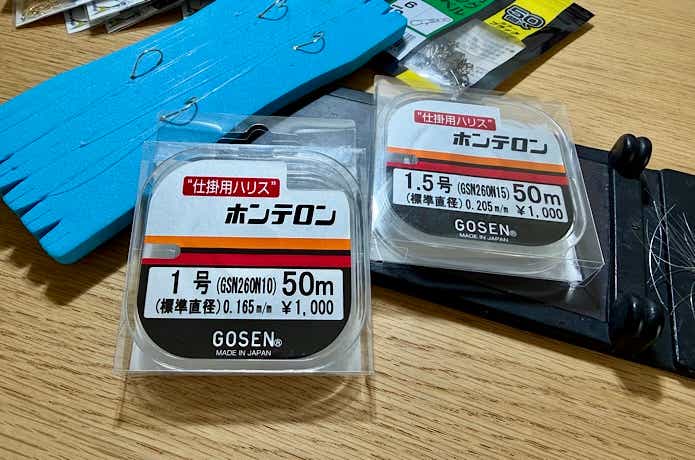 "仕掛用ハリス"
ホンテロン
1号(GSN260N10) 50m
(標準直径)0.165m/m ¥1,000
GOSEN®
MADE IN JAPAN
"仕掛用ハリス"
ホンテロン
1.5号(GSN260N15) 50m
(標準直径)0.205m/m ¥1,000
GOSEN®
MADE IN JAPAN
6
50